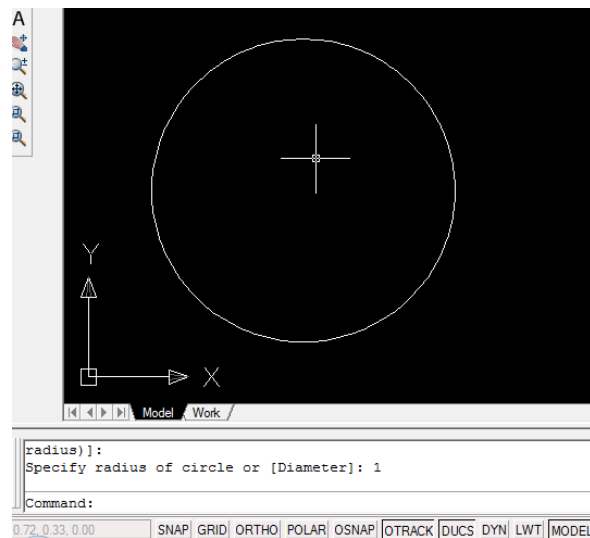 A
Y
X
Model Work
radius)]:
Specify radius of circle or [Diameter]: 1
Command:
0.72, 0.33, 0.00 SNAP GRID ORTHO POLAR OSNAP OTRACK DUCS DYN LWT MODEL